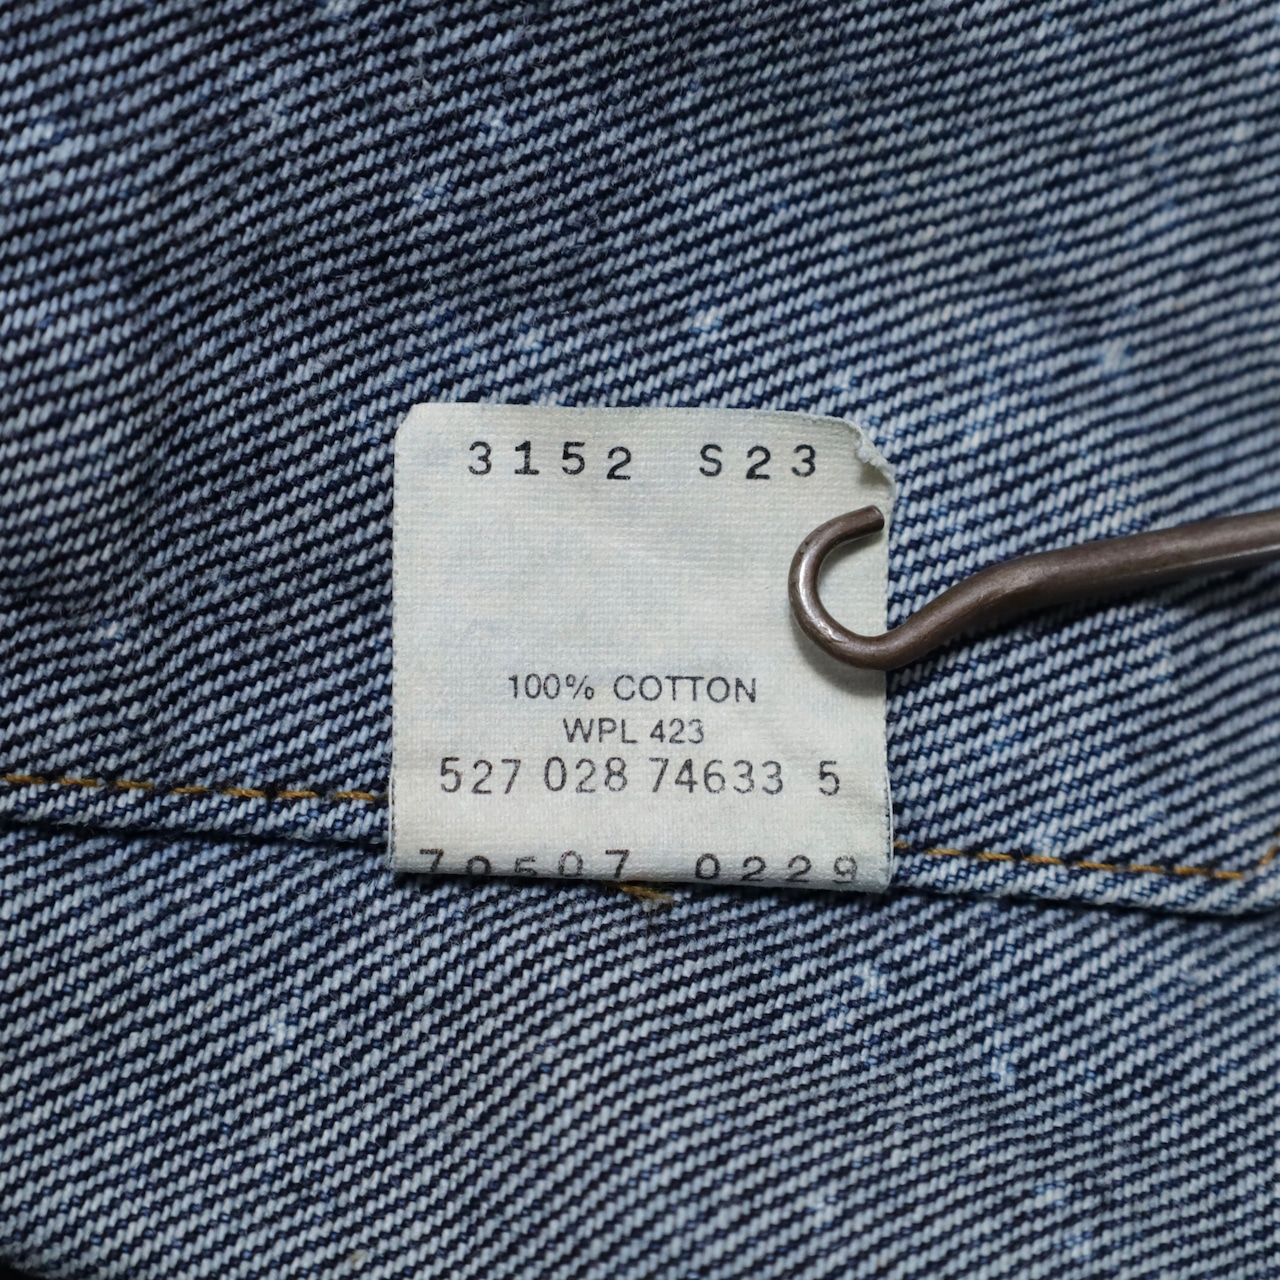 3152 S23
100% COTTON
WPL 423
527 028 74633 5
70507 0229